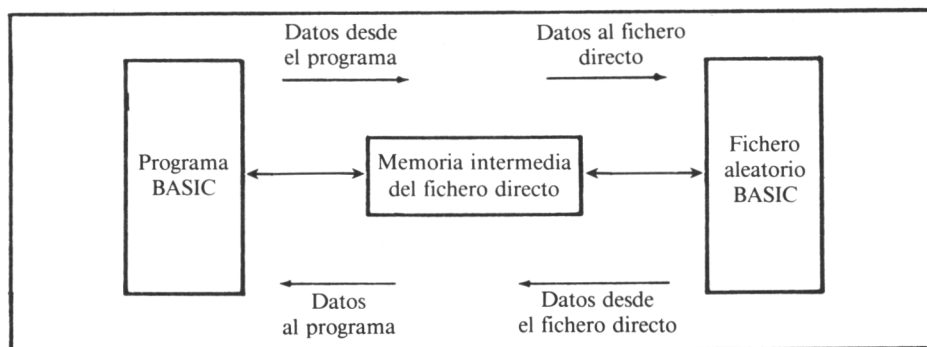 Datos desde
el programa
Datos al fichero
directo
Programa
BASIC
Memoria intermedia
del fichero directo
Fichero
aleatorio
BASIC
Datos
al programa
Datos desde
el fichero directo